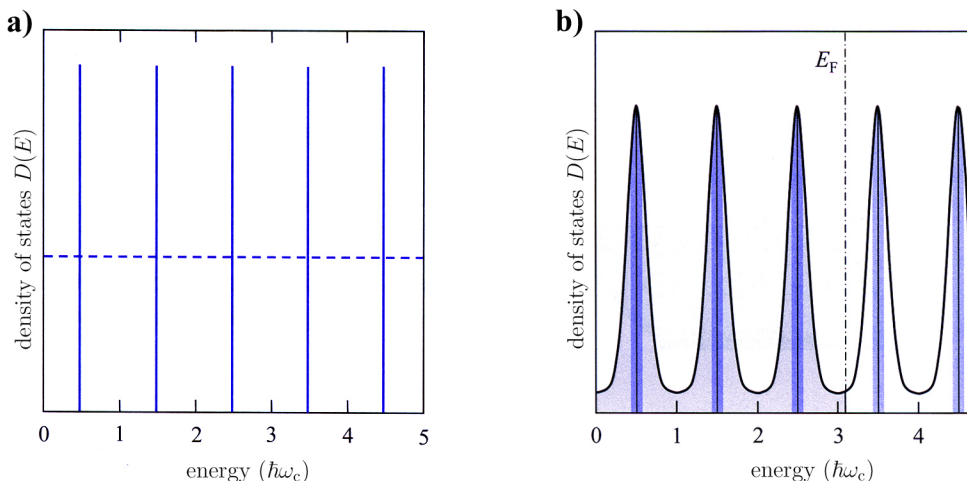 a)
density of states D(E)
0 1 2 3 4 5
energy (ħω_c)
b)
E_F
density of states D(E)
0 1 2 3 4
energy (ħω_c)